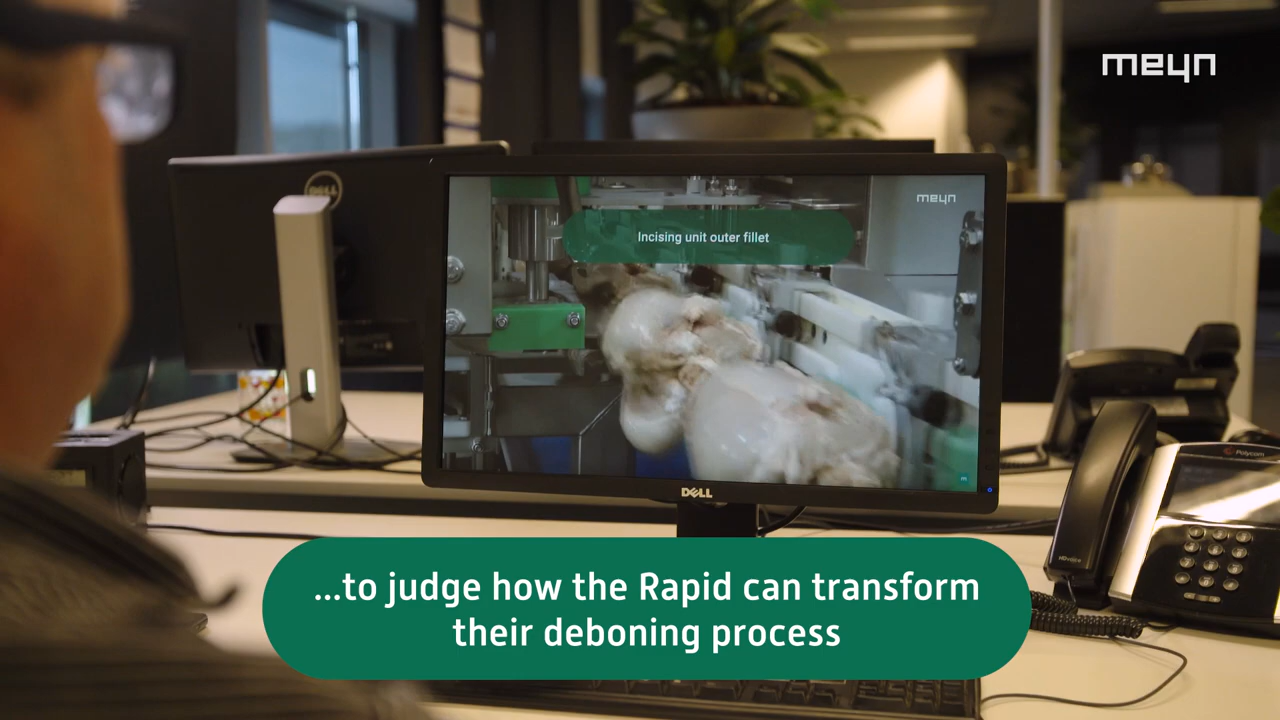 meyn
DELL
meyn
Incising unit outer fillet
DELL
Polycom
HDvoice
...to judge how the Rapid can transform
their deboning process